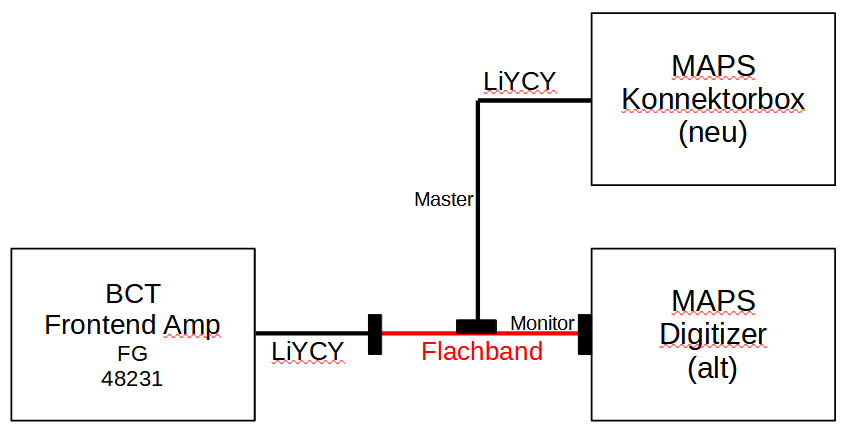 LiYCY
MAPS
Konnektorbox
(neu)
Master
BCT
Frontend Amp
FG
48231
LiYCY
Monitor
Flachband
MAPS
Digitizer
(alt)